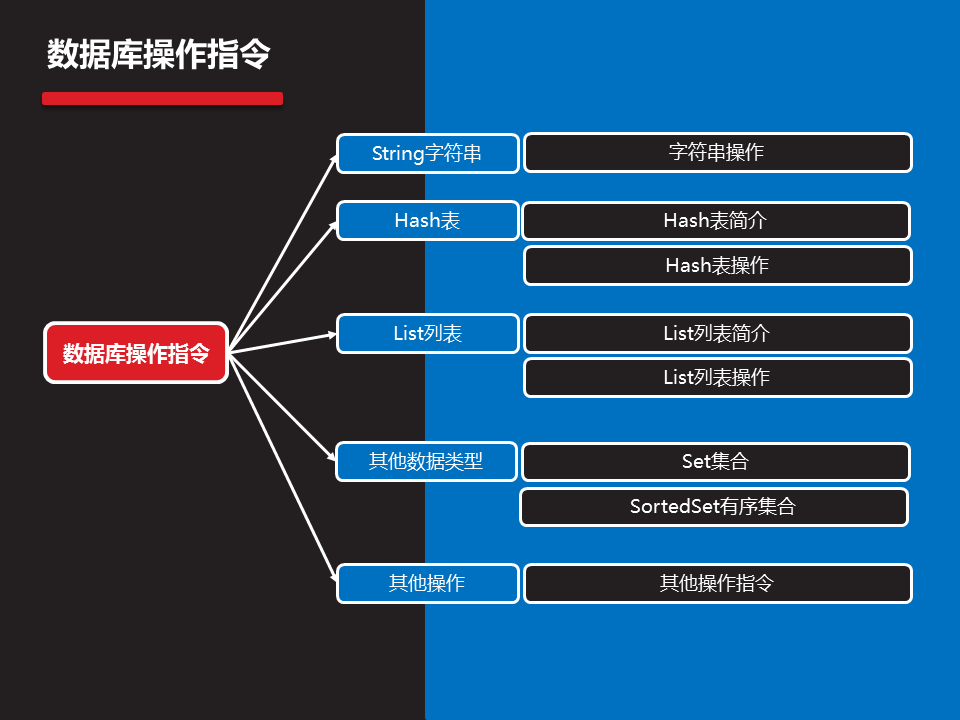 数据库操作指令
String字符串
字符串操作
Hash表
Hash表简介
Hash表操作
数据库操作指令
List列表
List列表简介
List列表操作
其他数据类型
Set集合
SortedSet有序集合
其他操作
其他操作指令